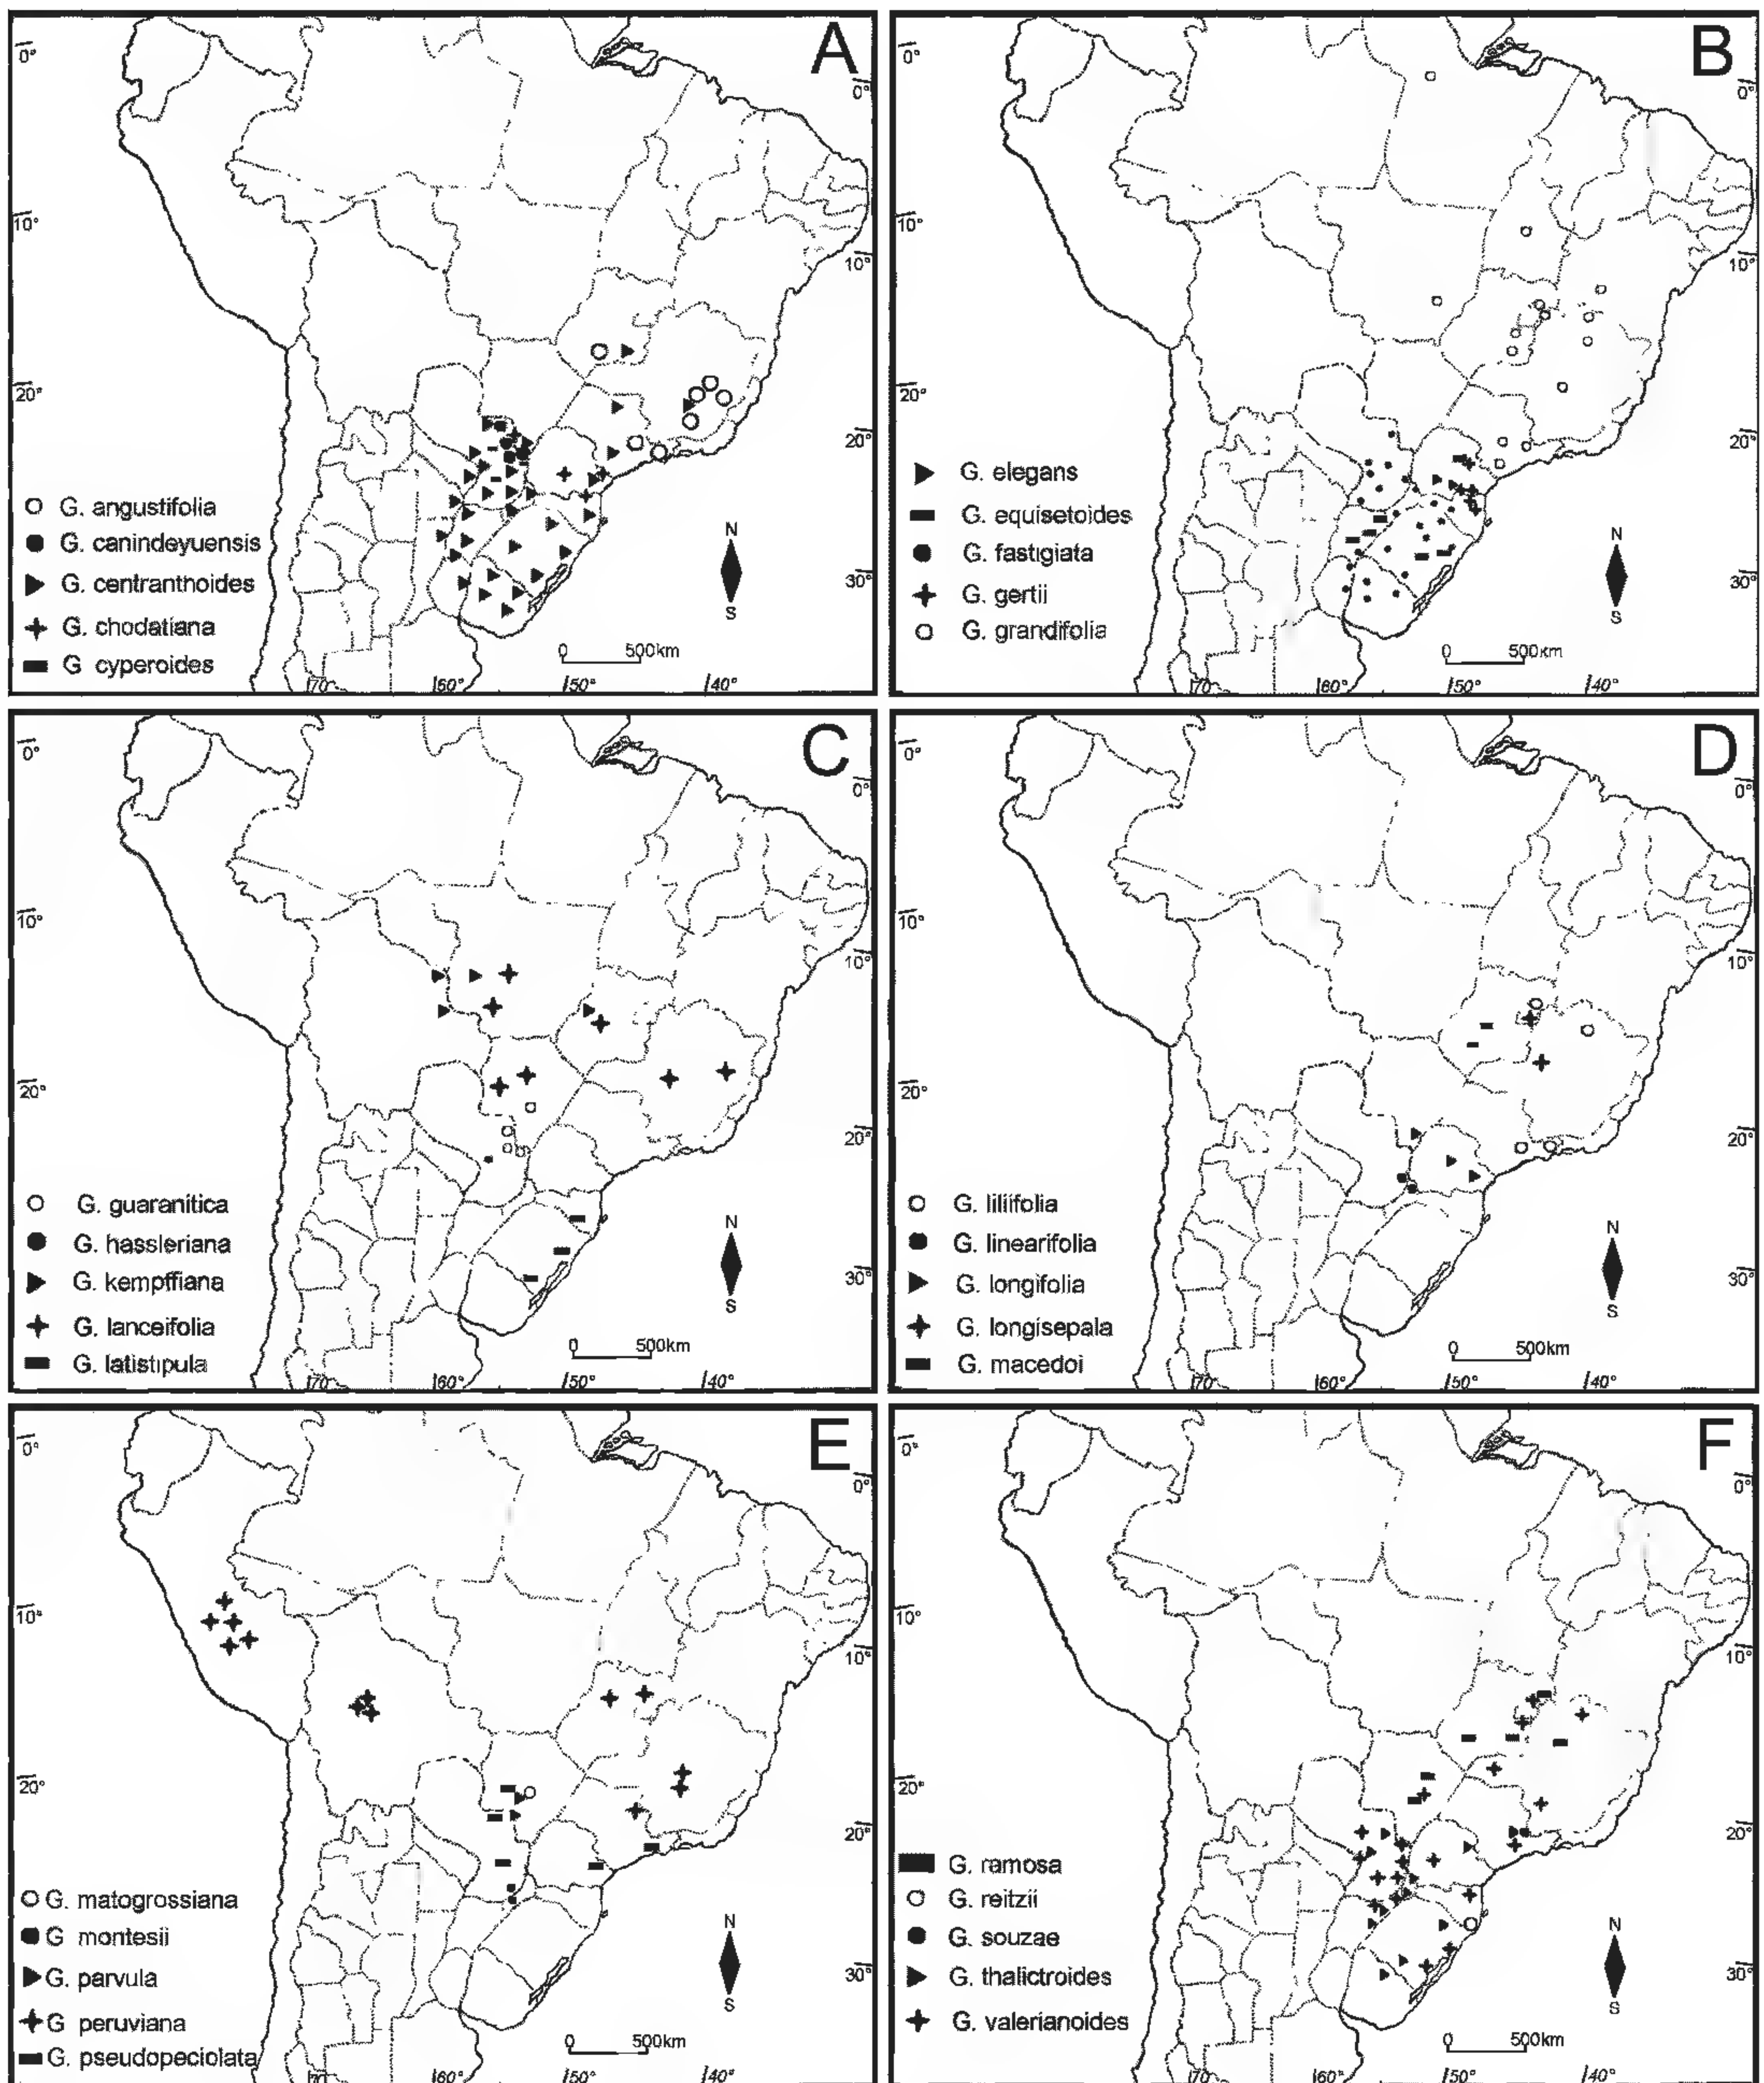 A
0°
0°
10°
10°
20°
20°
30°
G. angustifolia
G. canindeyuensis
G. centranthoides
G. chodatiana
G cyperoides
N
S
0 500km
70 60° 50° 40°
B
0°
0°
10°
10°
20°
20°
30°
G. elegans
G. equisetoides
G. fastigiata
G. gertii
G. grandifolia
N
S
0 500km
70 60° 50° 40°
C
0°
0°
10°
10°
20°
20°
30°
G. guaranitica
G. hassleriana
G. kempffiana
G. lanceifolia
G. latistipula
N
S
0 500km
70 60° 50° 40°
D
0°
0°
10°
10°
20°
20°
30°
G. liliifolia
G. linearifolia
G. longifolia
G. longisepala
G. macedoi
N
S
0 500km
70 60° 50° 40°
E
0°
0°
10°
10°
20°
20°
30°
G. matogrossiana
G montesii
G. parvula
G peruviana
G. pseudopeciolata
N
S
0 500km
70 60° 50° 40°
F
0°
0°
10°
10°
20°
20°
30°
G. ramosa
G. reitzii
G. souzae
G. thalictroides
G. valerianoides
N
S
0 500km
70 60° 50° 40°